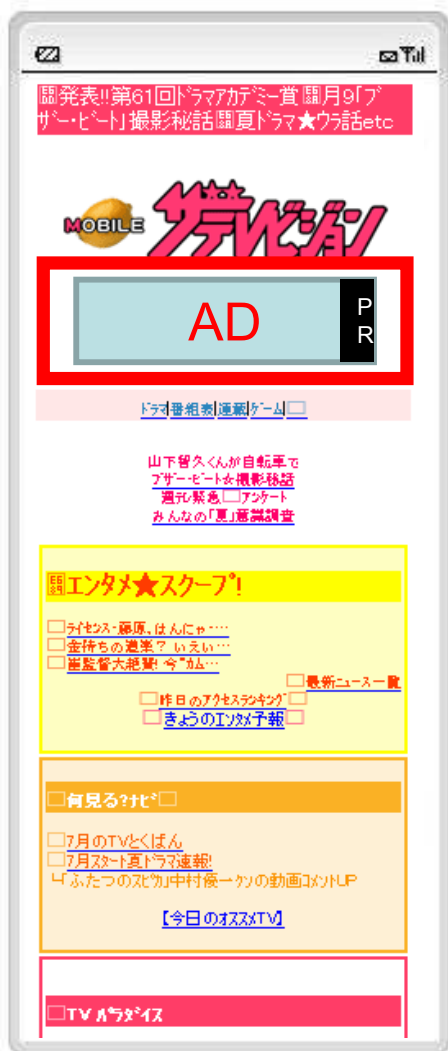 発表!!第61回ドラマアカデミー賞 月9「ブ
ザー・ビート」撮影秘話 夏ドラマ★ウラ話etc
MOBILE ザテレビジョン
AD
PR
ドラマ|番組表|連載|ゲーム|
山下智久くんが自転車で
ブザー・ビート☆撮影秘話
週テレ緊急 アンケート
みんなの「夏」意識調査
エンタメ★スクープ!
ライセンス・藤原、はんにゃ・…
金持ちの道楽? いえい…
崔監督大絶賛! 今"カム…
最新ニュース一覧
昨日のアクセスランキング
きょうのエンタメ予報
何見る?ナビ
7月のTVとくばん
7月スタート夏ドラマ速報!
└「ふたつのスピカ」中村優一クンの動画コメントUP
【今日のオススメTV】
TV パラダイス